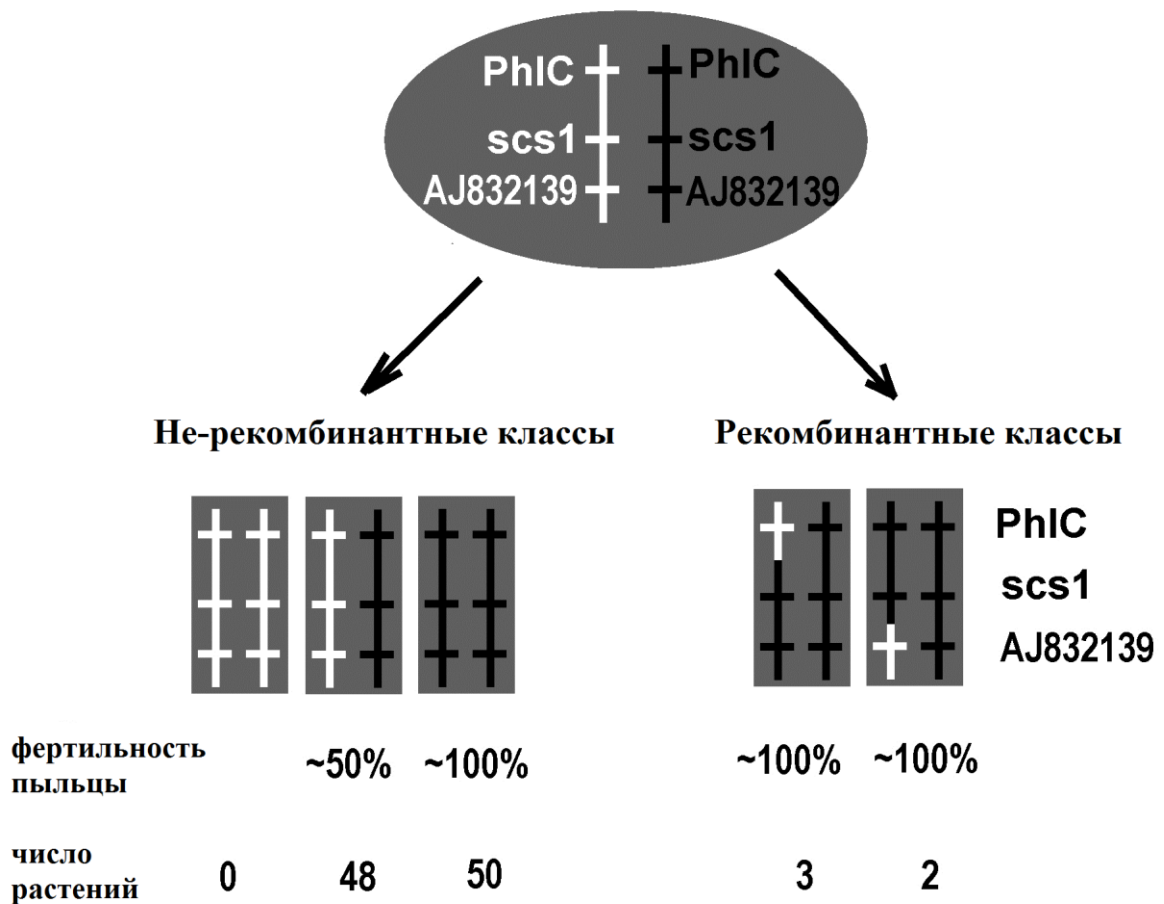 PhlC PhlC
scs1 scs1
AJ832139 AJ832139
Не-рекомбинантные классы
Рекомбинантные классы
PhlC
scs1
AJ832139
фертильность
пыльцы
~50% ~100% ~100% ~100%
число
растений
0 48 50 3 2